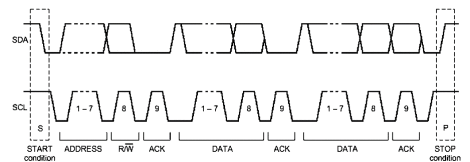 SDA
SCL 1 – 7 8 9 1 – 7 8 9 1 – 7 8 9
S P
START condition ADDRESS R/W̅ ACK DATA ACK DATA ACK STOP condition